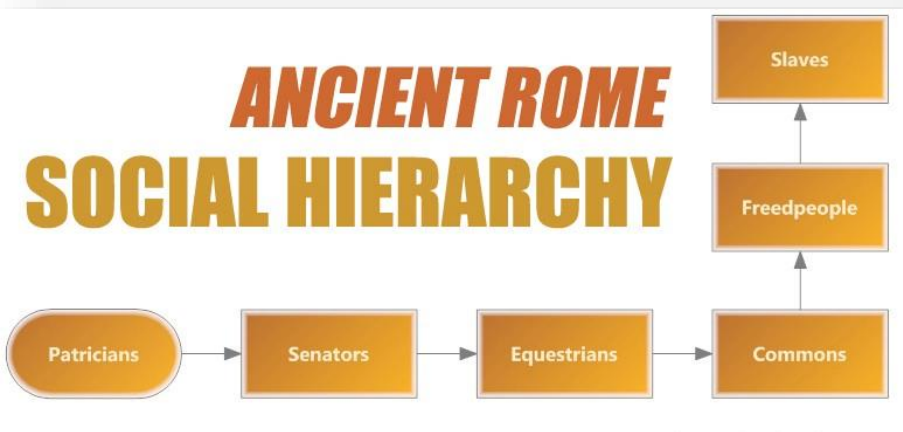 ANCIENT ROME
SOCIAL HIERARCHY
Slaves
Freedpeople
Patricians
Senators
Equestrians
Commons